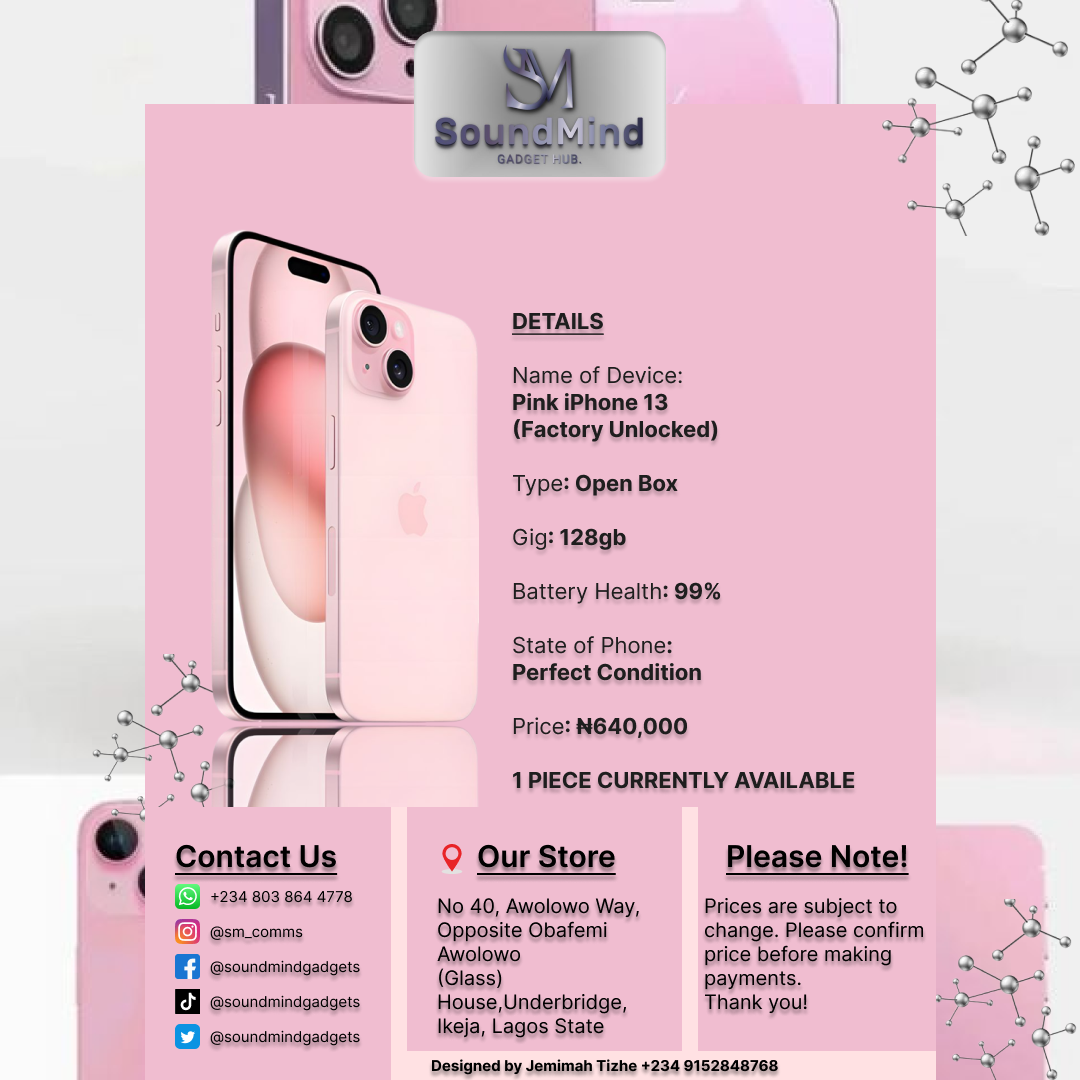 SM
SoundMind
GADGET HUB.
DETAILS
Name of Device:
Pink iPhone 13
(Factory Unlocked)
Type: Open Box
Gig: 128gb
Battery Health: 99%
State of Phone:
Perfect Condition
Price: ₦640,000
1 PIECE CURRENTLY AVAILABLE
Contact Us
+234 803 864 4778
@sm_comms
@soundmindgadgets
@soundmindgadgets
@soundmindgadgets
Our Store
No 40, Awolowo Way,
Opposite Obafemi
Awolowo
(Glass)
House,Underbridge,
Ikeja, Lagos State
Please Note!
Prices are subject to
change. Please confirm
price before making
payments.
Thank you!
Designed by Jemimah Tizhe +234 9152848768